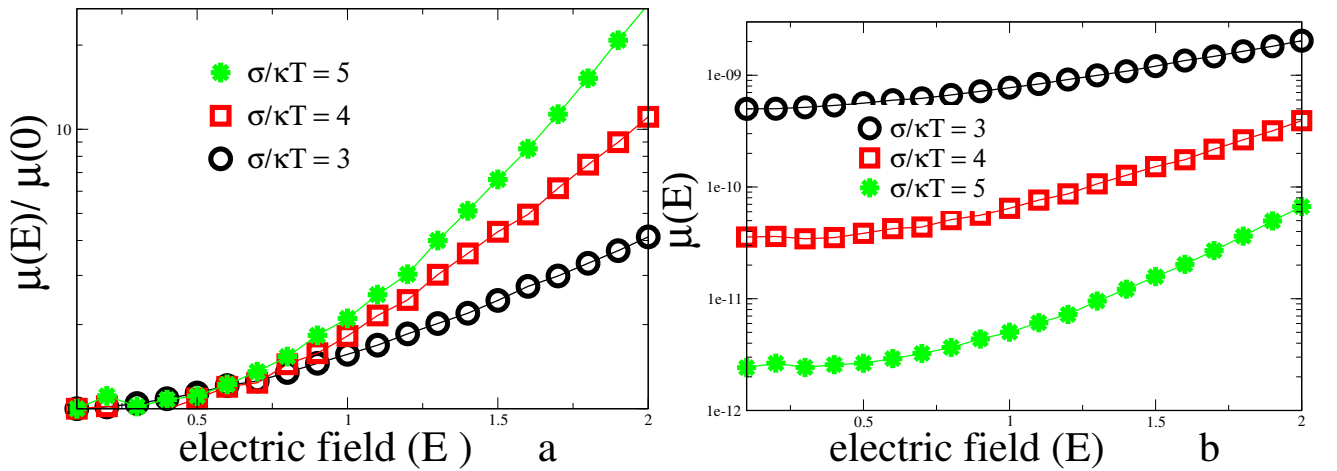 μ(E)/ μ(0)
10
σ/κT = 5
σ/κT = 4
σ/κT = 3
0.5
1
1.5
2
electric field (E )
a
μ(E)
1e-09
1e-10
1e-11
1e-12
σ/κT = 3
σ/κT = 4
σ/κT = 5
0.5
1
1.5
2
electric field (E)
b